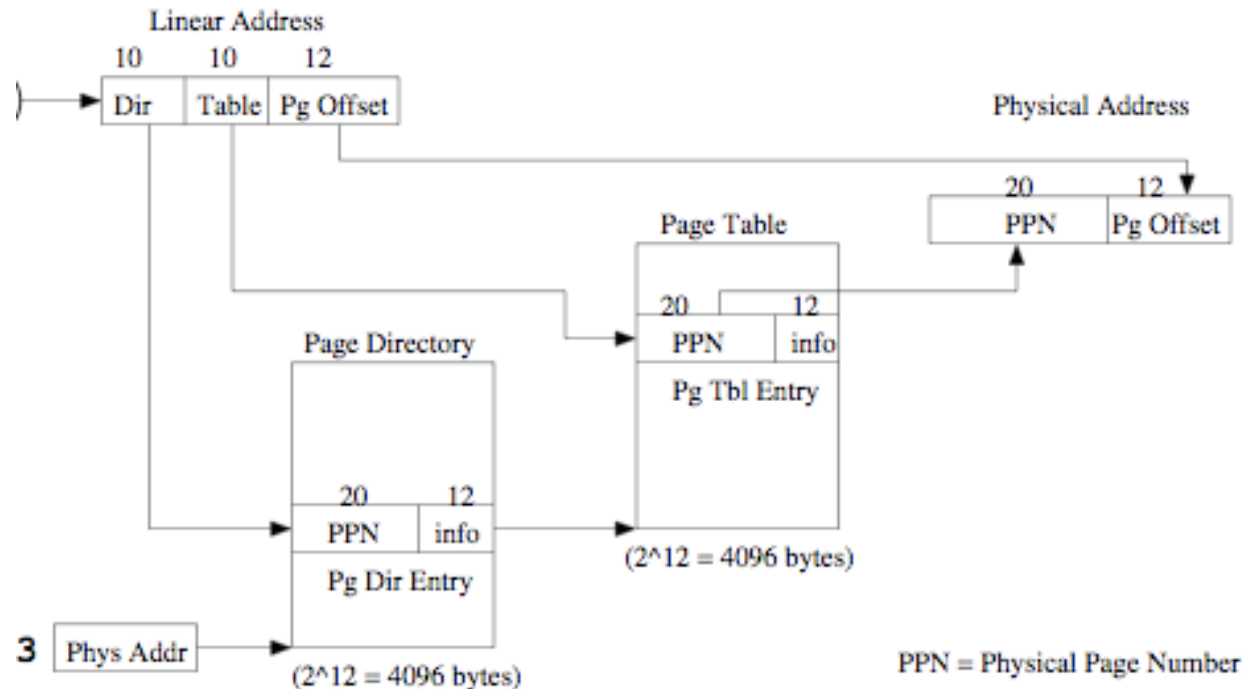 Linear Address
10 10 12
)
Dir Table Pg Offset
Physical Address
20 12
PPN Pg Offset
Page Table
20 12
PPN info
Pg Tbl Entry
Page Directory
20 12
PPN info
Pg Dir Entry
(2^12 = 4096 bytes)
3 Phys Addr
(2^12 = 4096 bytes)
PPN = Physical Page Number